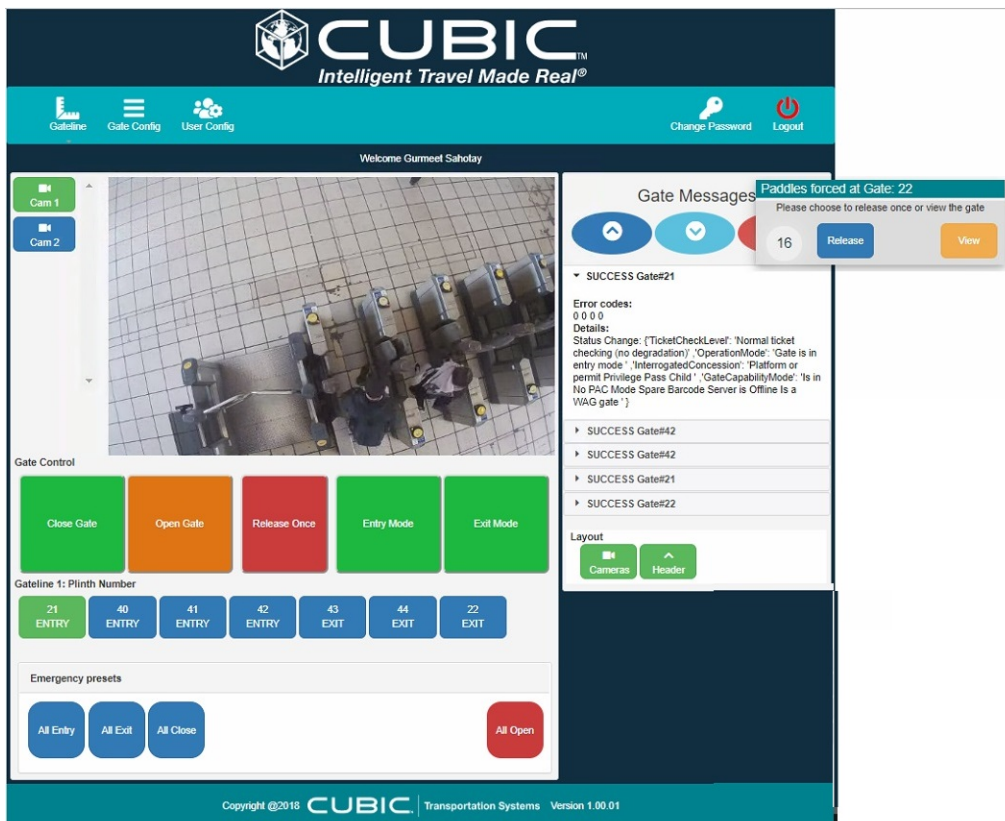 CUBIC™
Intelligent Travel Made Real®
Gateline
Gate Config
User Config
Change Password
Logout
Welcome Gurmeet Sahotay
Cam 1
Cam 2
Gate Messages
Paddles forced at Gate: 22
Please choose to release once or view the gate
16
Release
View
SUCCESS Gate#21
Error codes:
0 0 0 0
Details:
Status Change: {'TicketCheckLevel': 'Normal ticket
checking (no degradation)' ,'OperationMode': 'Gate is in
entry mode ' ,'InterrogatedConcession': 'Platform or
permit Privilege Pass Child ' ,'GateCapabilityMode': 'Is in
No PAC Mode Spare Barcode Server is Offline Is a
WAG gate ' }
SUCCESS Gate#42
SUCCESS Gate#42
SUCCESS Gate#21
SUCCESS Gate#22
Layout
Cameras
Header
Gate Control
Close Gate
Open Gate
Release Once
Entry Mode
Exit Mode
Gateline 1: Plinth Number
21
ENTRY
40
ENTRY
41
ENTRY
42
ENTRY
43
EXIT
44
EXIT
22
EXIT
Emergency presets
All Entry
All Exit
All Close
All Open
Copyright @2018 CUBIC. Transportation Systems Version 1.00.01